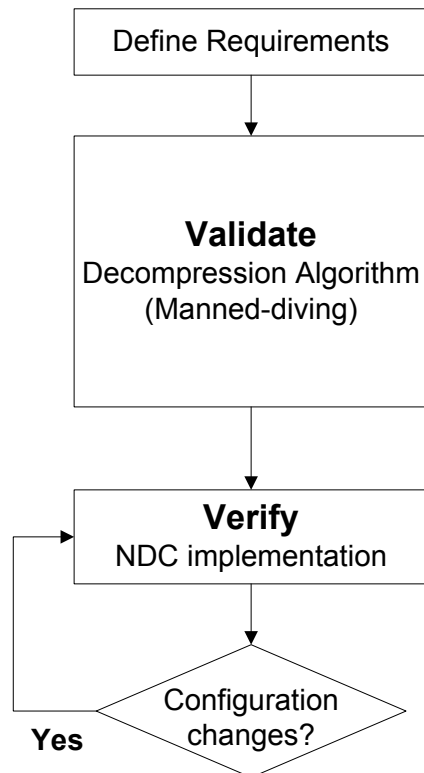 Define Requirements
Validate
Decompression Algorithm
(Manned-diving)
Verify
NDC implementation
Configuration
changes?
Yes